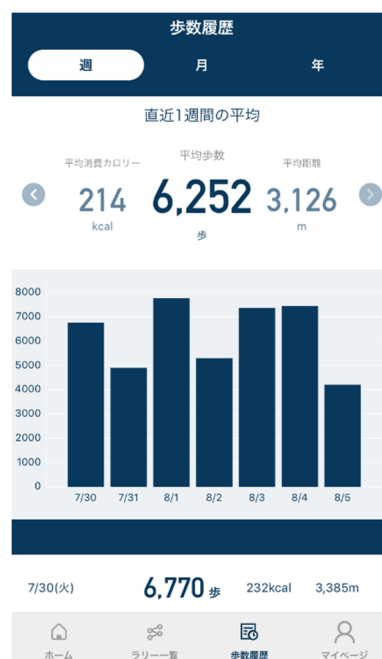 歩数履歴
週 月 年
直近1週間の平均
平均消費カロリー 平均歩数 平均距離
214 6,252 3,126
kcal 歩 m
8000
7000
6000
5000
4000
3000
2000
1000
0
7/30 7/31 8/1 8/2 8/3 8/4 8/5
7/30(火) 6,770 歩 232kcal 3,385m
ホーム ラリー一覧 歩数履歴 マイページ